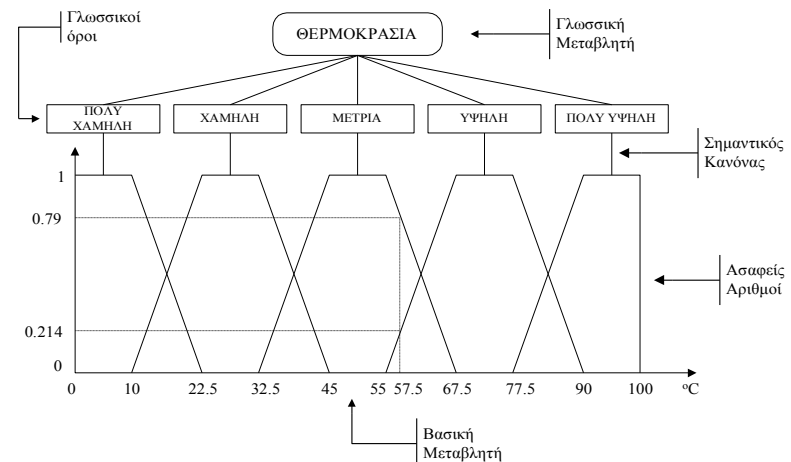 Γλωσσικοί
όροι
ΘΕΡΜΟΚΡΑΣΙΑ
Γλωσσική
Μεταβλητή
ΠΟΛΥ
ΧΑΜΗΛΗ
ΧΑΜΗΛΗ
ΜΕΤΡΙΑ
ΥΨΗΛΗ
ΠΟΛΥ ΥΨΗΛΗ
Σημαντικός
Κανόνας
1
0.79
Ασαφείς
Αριθμοί
0.214
0
0 10 22.5 32.5 45 55 57.5 67.5 77.5 90 100 °C
Βασική
Μεταβλητή